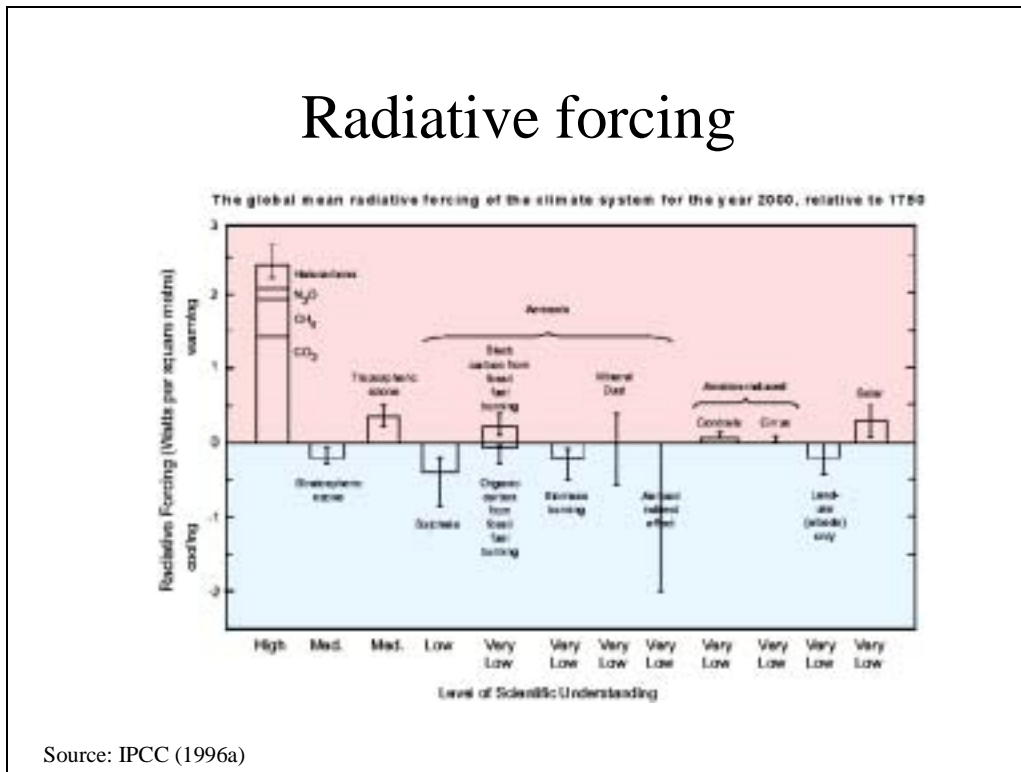 Radiative forcing
The global mean radiative forcing of the climate system for the year 2000, relative to 1750
3
2
1
0
-1
-2
Radiative Forcing (Watts per square metre)
warming
cooling
Halocarbons
N₂O
CH₄
CO₂
Stratospheric
ozone
Tropospheric
ozone
Aerosols
Sulphate
Black
carbon from
fossil
fuel
burning
Organic
carbon
from
fossil
fuel
burning
Biomass
burning
Mineral
Dust
Aerosol
indirect
effect
Aviation-induced
Contrails
Cirrus
Land-
use
(albedo)
only
Solar
High Med. Med. Low Very Low Very Low Very Low Very Low Very Low Very Low Very Low Very Low
Level of Scientific Understanding
Source: IPCC (1996a)